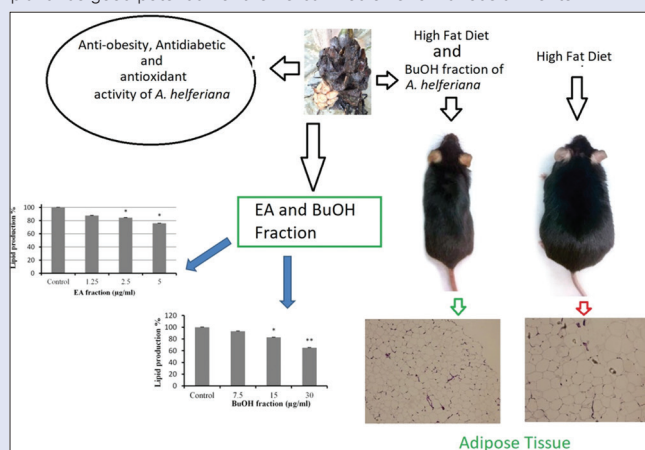 Anti-obesity, Antidiabetic
and
antioxidant
activity of A. helferiana
High Fat Diet
and
BuOH fraction of
A. helferiana
High Fat Diet
EA and BuOH
Fraction
Lipid production %
120
100
80
60
40
20
0
*
*
Control 1.25 2.5 5
EA fraction (µg/ml)
Lipid production %
120
100
80
60
40
20
0
*
**
Control 7.5 15 30
BuOH fraction (µg/ml)
Adipose Tissue